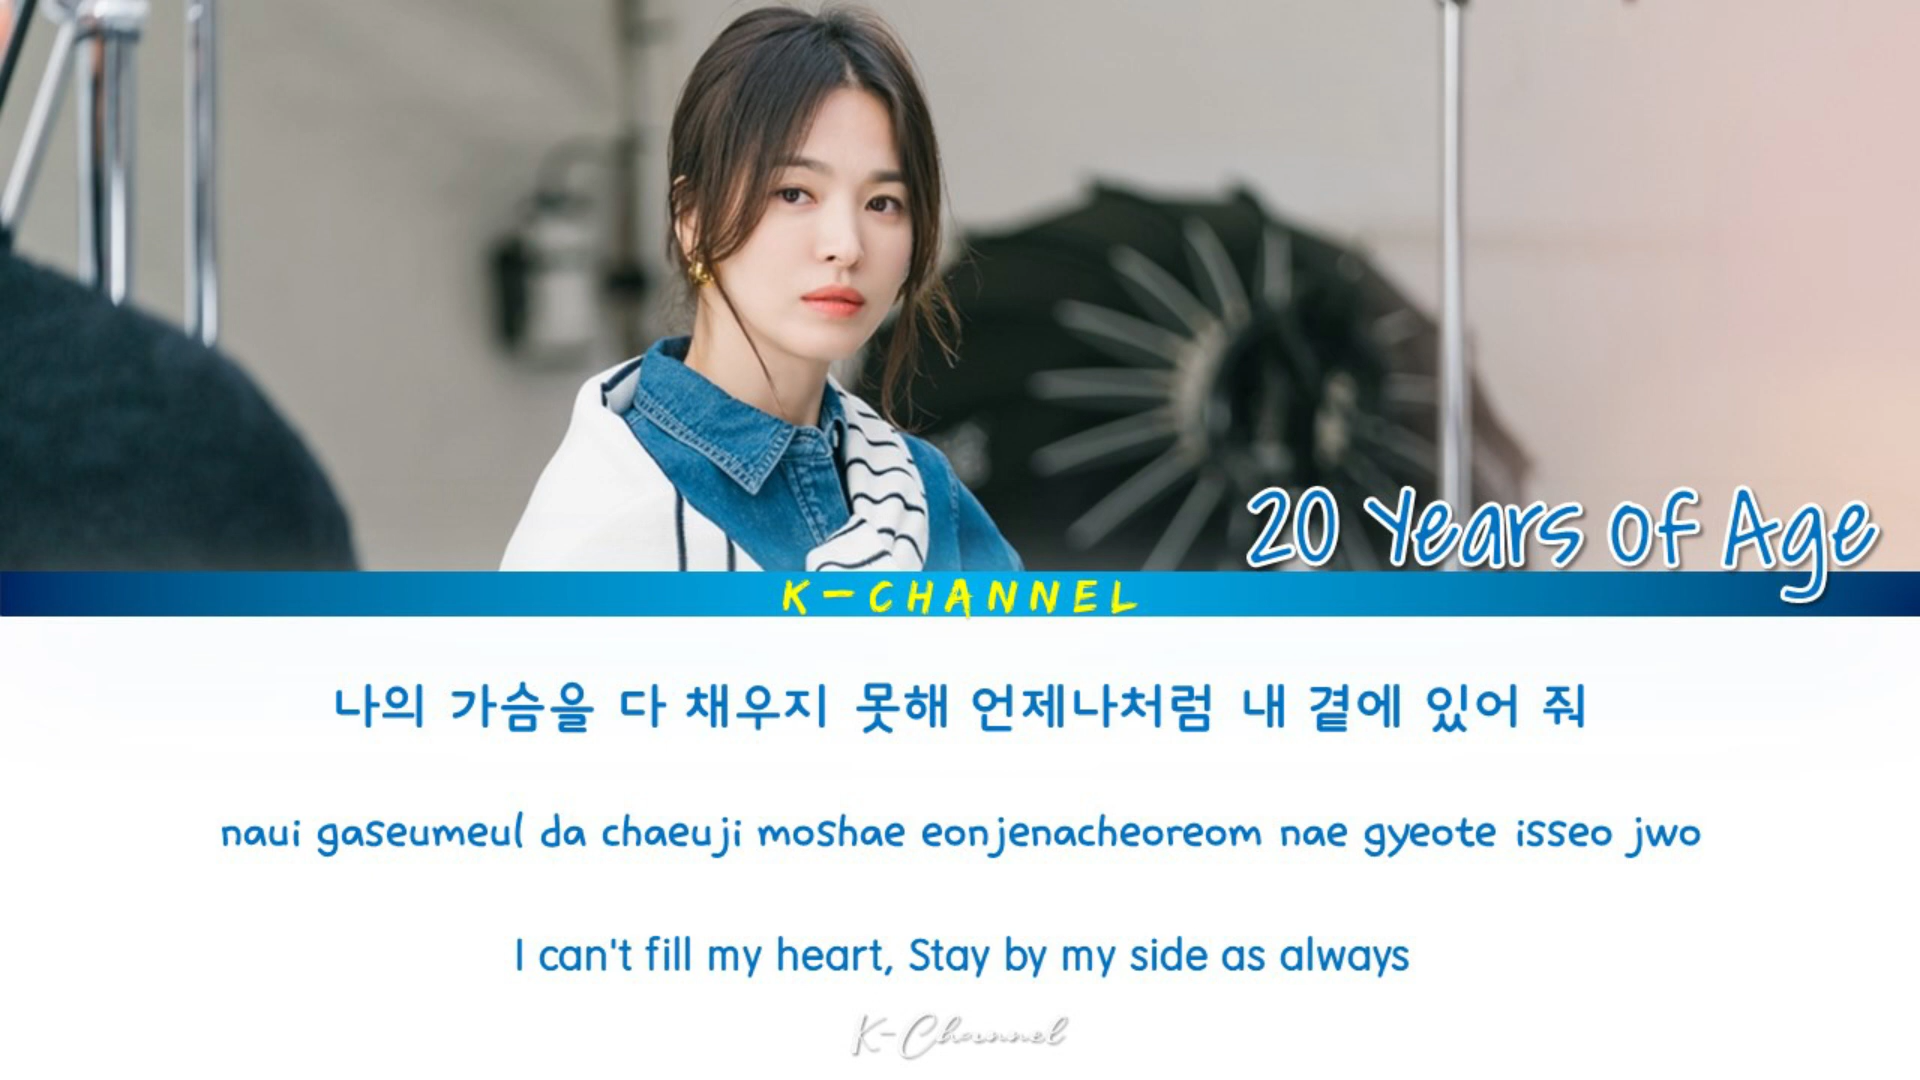 20 Years of Age
K-CHANNEL
나의 가슴을 다 채우지 못해 언제나처럼 내 곁에 있어 줘
naui gaseumeul da chaeuji moshae eonjenacheoreom nae gyeote isseo jwo
I can't fill my heart, Stay by my side as always
K-Channel